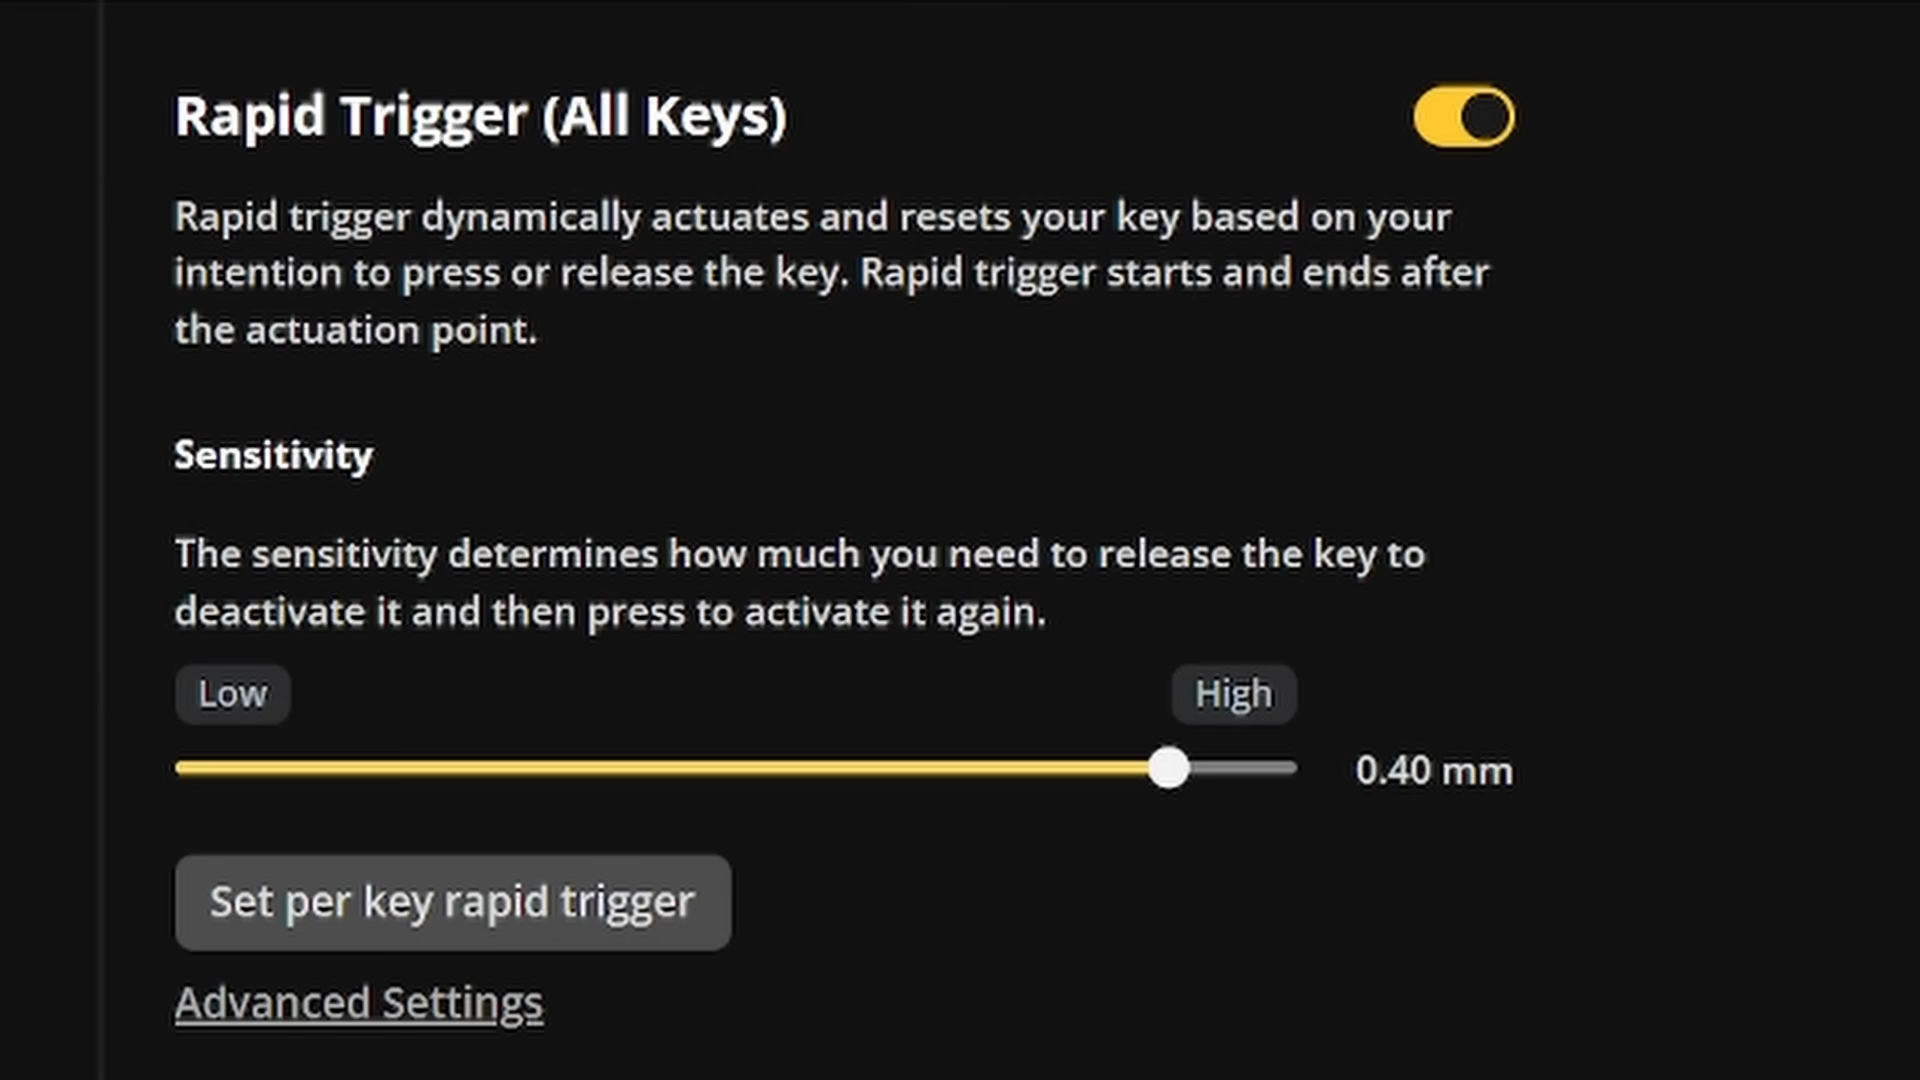 Rapid Trigger (All Keys)
Rapid trigger dynamically actuates and resets your key based on your
intention to press or release the key. Rapid trigger starts and ends after
the actuation point.
Sensitivity
The sensitivity determines how much you need to release the key to
deactivate it and then press to activate it again.
Low High
0.40 mm
Set per key rapid trigger
Advanced Settings